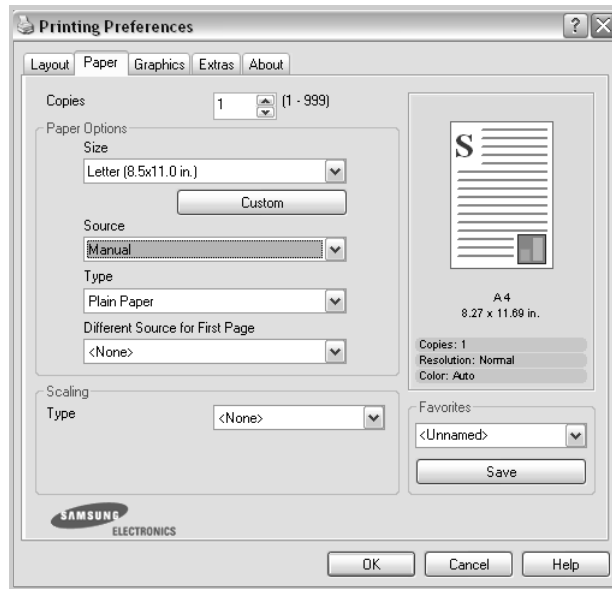 Printing Preferences
Layout Paper Graphics Extras About
Copies 1 (1 - 999)
Paper Options
Size
Letter (8.5x11.0 in.)
Custom
Source
Manual
Type
Plain Paper
Different Source for First Page
<None>
Scaling
Type <None>
S
A4
8.27 x 11.69 in.
Copies: 1
Resolution: Normal
Color: Auto
Favorites
<Unnamed>
Save
SAMSUNG
ELECTRONICS
OK Cancel Help